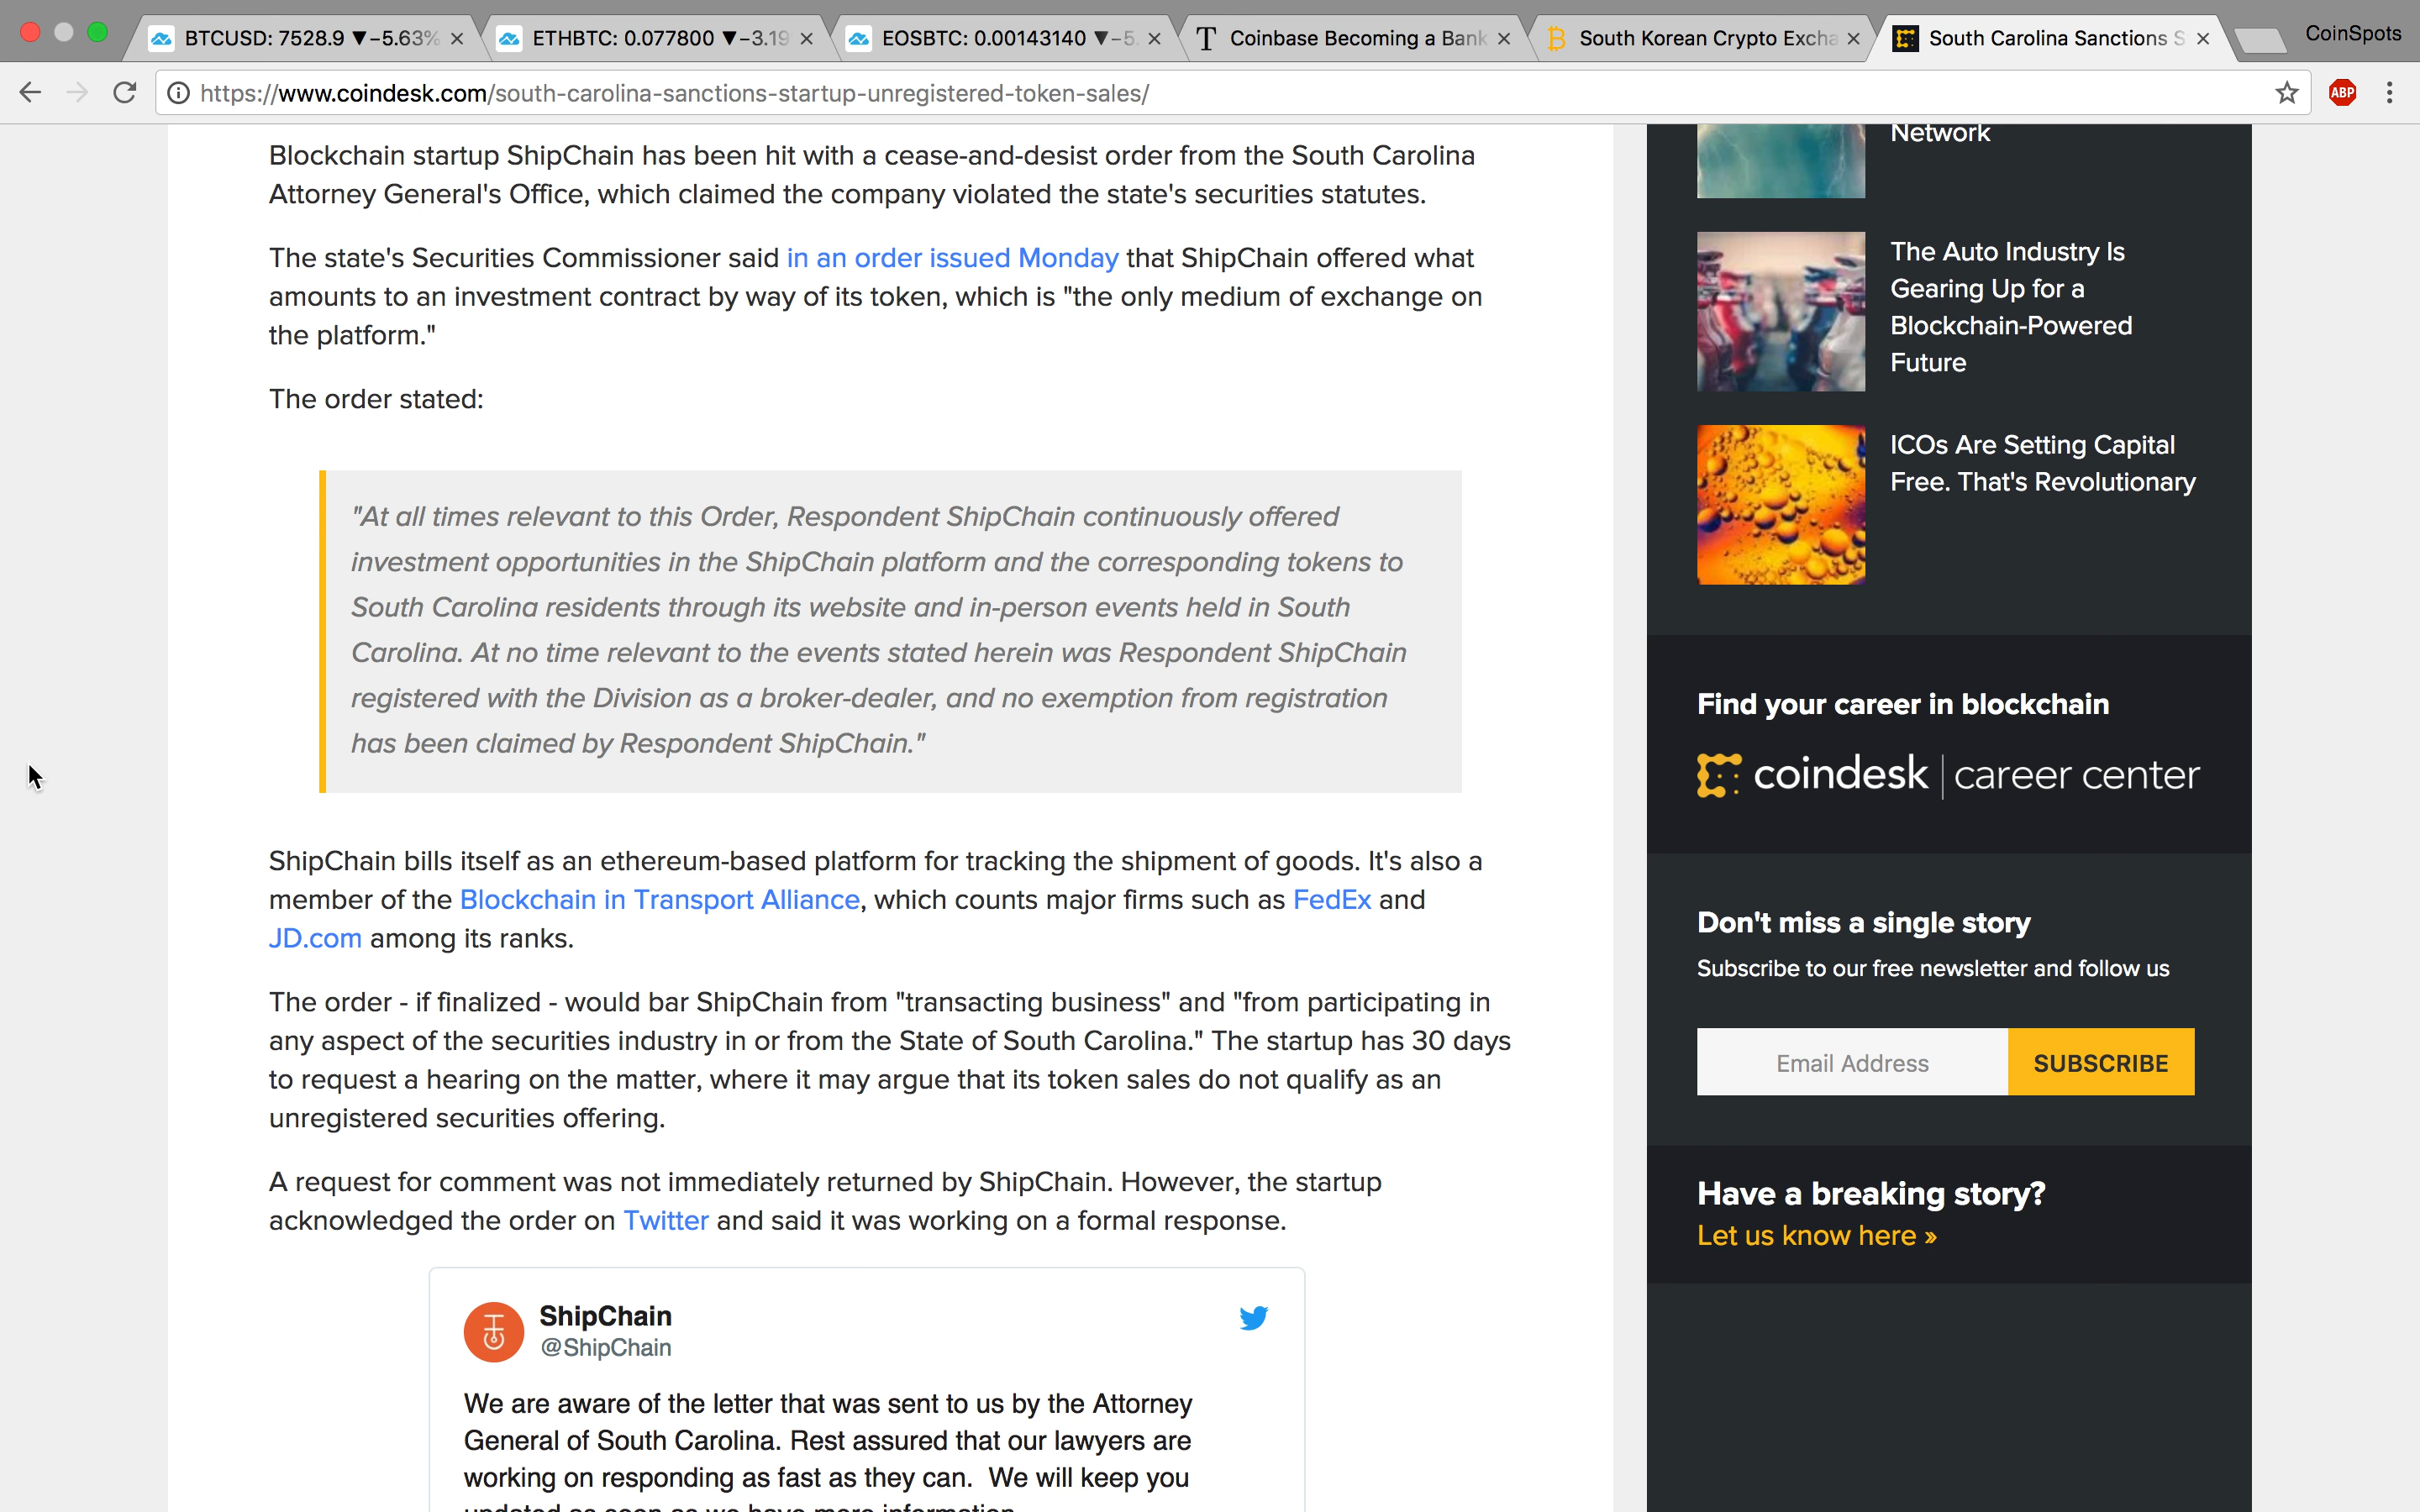 BTCUSD: 7528.9 ▼−5.63%
ETHBTC: 0.077800 ▼−3.19
EOSBTC: 0.00143140 ▼−5.
Coinbase Becoming a Bank
South Korean Crypto Excha
South Carolina Sanctions S
CoinSpots
https://www.coindesk.com/south-carolina-sanctions-startup-unregistered-token-sales/
ABP
Blockchain startup ShipChain has been hit with a cease-and-desist order from the South Carolina
Attorney General's Office, which claimed the company violated the state's securities statutes.
The state's Securities Commissioner said in an order issued Monday that ShipChain offered what
amounts to an investment contract by way of its token, which is "the only medium of exchange on
the platform."
The order stated:
"At all times relevant to this Order, Respondent ShipChain continuously offered
investment opportunities in the ShipChain platform and the corresponding tokens to
South Carolina residents through its website and in-person events held in South
Carolina. At no time relevant to the events stated herein was Respondent ShipChain
registered with the Division as a broker-dealer, and no exemption from registration
has been claimed by Respondent ShipChain."
ShipChain bills itself as an ethereum-based platform for tracking the shipment of goods. It's also a
member of the Blockchain in Transport Alliance, which counts major firms such as FedEx and
JD.com among its ranks.
The order - if finalized - would bar ShipChain from "transacting business" and "from participating in
any aspect of the securities industry in or from the State of South Carolina." The startup has 30 days
to request a hearing on the matter, where it may argue that its token sales do not qualify as an
unregistered securities offering.
A request for comment was not immediately returned by ShipChain. However, the startup
acknowledged the order on Twitter and said it was working on a formal response.
ShipChain
@ShipChain
We are aware of the letter that was sent to us by the Attorney
General of South Carolina. Rest assured that our lawyers are
working on responding as fast as they can. We will keep you
updated as soon as we have more information.
Network
The Auto Industry Is
Gearing Up for a
Blockchain-Powered
Future
ICOs Are Setting Capital
Free. That's Revolutionary
Find your career in blockchain
coindesk | career center
Don't miss a single story
Subscribe to our free newsletter and follow us
Email Address
SUBSCRIBE
Have a breaking story?
Let us know here »